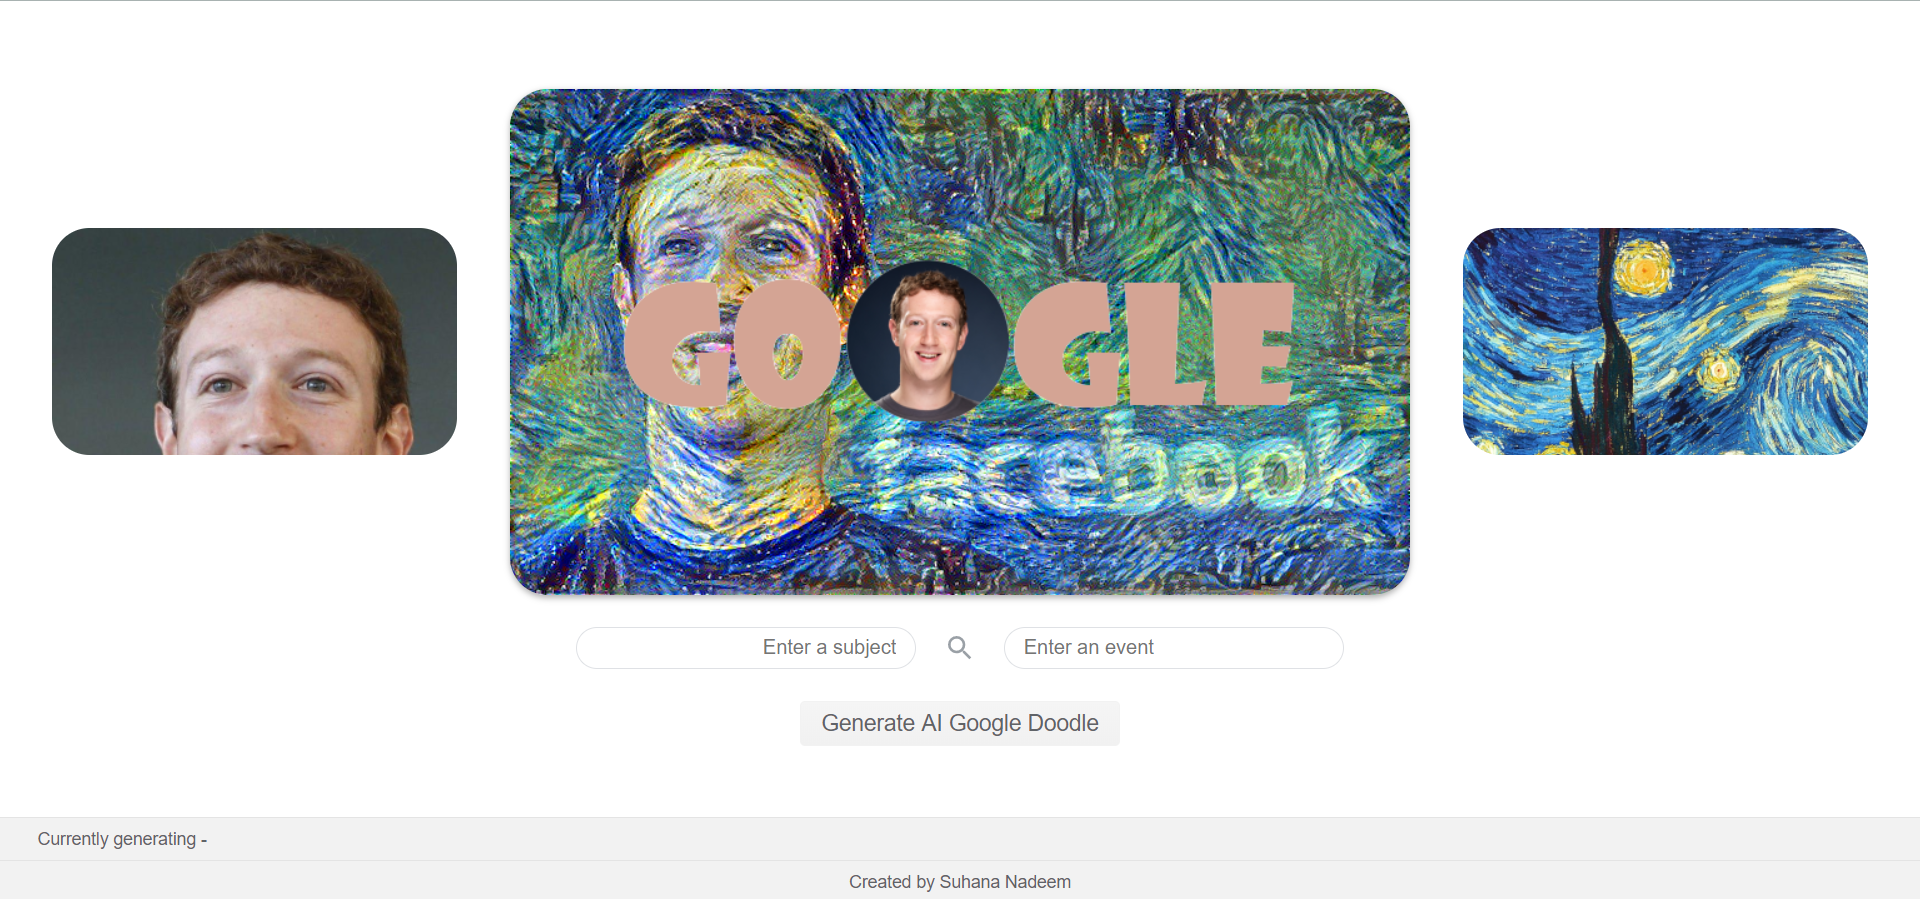 GO GLE
facebook
Enter a subject
Enter an event
Generate AI Google Doodle
Currently generating -
Created by Suhana Nadeem